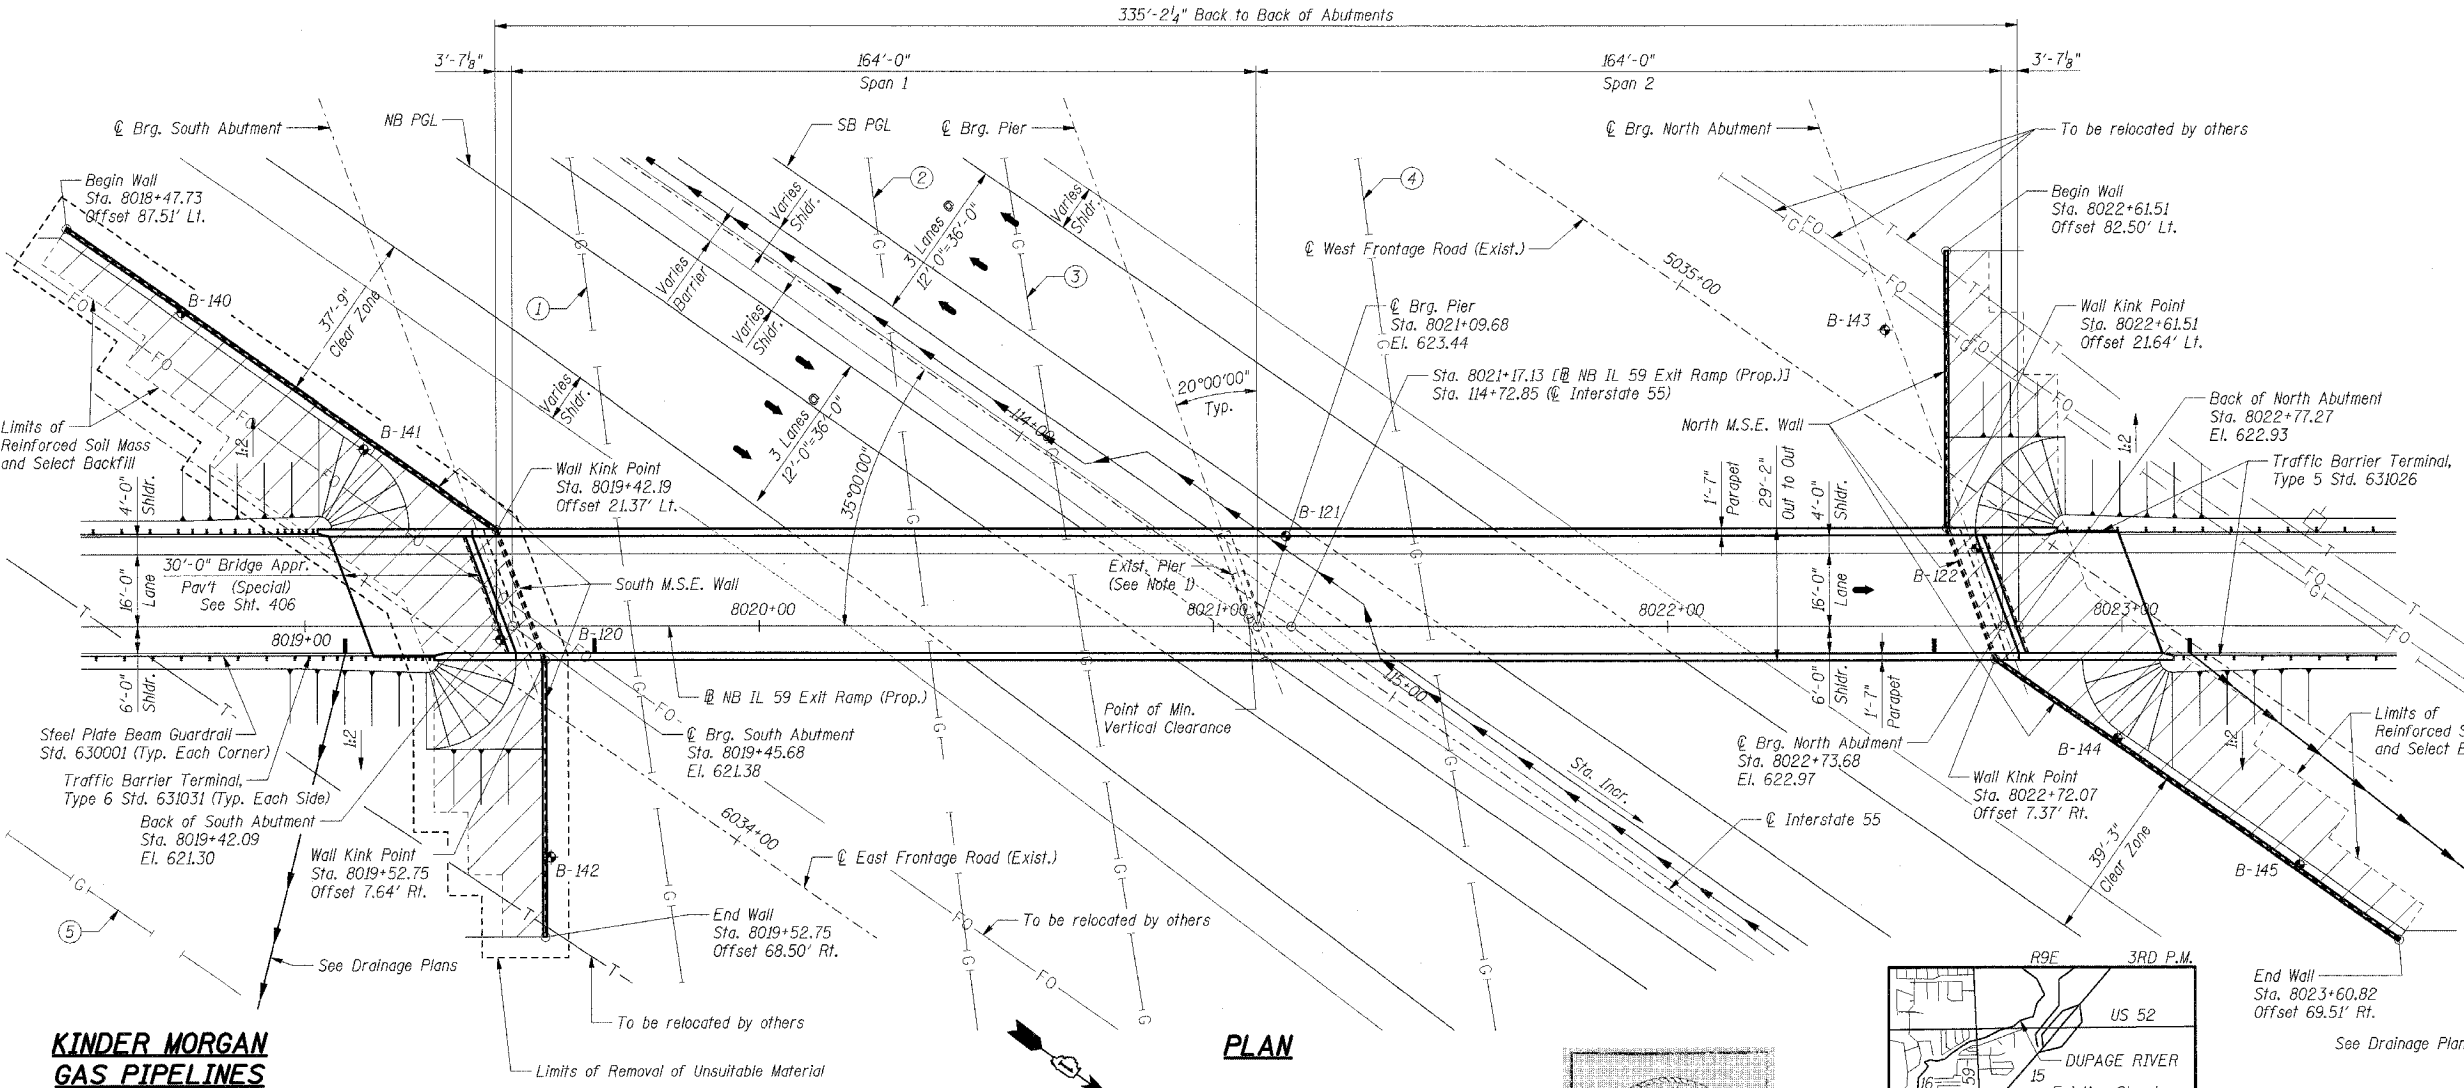 335'-2¼" Back to Back of Abutments
3'-7⅛"
164'-0"
Span 1
164'-0"
Span 2
3'-7⅛"
℄ Brg. South Abutment
NB PGL
SB PGL
℄ Brg. Pier
℄ Brg. North Abutment
To be relocated by others
Begin Wall
Sta. 8018+47.73
Offset 87.51' Lt.
Varies
Shldr.
2
3 Lanes @
12'-0"=36'-0"
Varies
Shldr.
4
Begin Wall
Sta. 8022+61.51
Offset 82.50' Lt.
℄ West Frontage Road (Exist.)
5035+00
Varies
Barrier
3
1
B-140
37'-9"
Clear Zone
Varies
Shldr.
℄ Brg. Pier
Sta. 8021+09.68
El. 623.44
B-143
Wall Kink Point
Sta. 8022+61.51
Offset 21.64' Lt.
Varies
Shldr.
20°00'00"
Typ.
Sta. 8021+17.13 [℄ NB IL 59 Exit Ramp (Prop.)]
Sta. 114+72.85 (℄ Interstate 55)
3 Lanes @
12'-0"=36'-0"
114+00
35°00'00"
North M.S.E. Wall
Back of North Abutment
Sta. 8022+77.27
El. 622.93
Limits of
Reinforced Soil Mass
and Select Backfill
1:2
B-141
Wall Kink Point
Sta. 8019+42.19
Offset 21.37' Lt.
1:2
Traffic Barrier Terminal,
Type 5 Std. 631026
4'-0"
Shldr.
1'-7"
Parapet
29'-2"
Out to Out
4'-0"
Shldr.
B-121
30'-0" Bridge Appr.
Pav't (Special)
See Sht. 406
16'-0"
Lane
South M.S.E. Wall
Exist. Pier
(See Note 1)
B-122
16'-0"
Lane
8019+00
8020+00
8021+00
8022+00
8023+00
B-120
6'-0"
Shldr.
℄ NB IL 59 Exit Ramp (Prop.)
115+00
6'-0"
Shldr.
1'-7"
Parapet
Point of Min.
Vertical Clearance
Steel Plate Beam Guardrail
Std. 630001 (Typ. Each Corner)
1:2
℄ Brg. South Abutment
Sta. 8019+45.68
El. 621.38
℄ Brg. North Abutment
Sta. 8022+73.68
El. 622.97
B-144
1:2
Limits of
Reinforced S
and Select B
Traffic Barrier Terminal,
Type 6 Std. 631031 (Typ. Each Side)
Sta. Incr.
Wall Kink Point
Sta. 8022+72.07
Offset 7.37' Rt.
Back of South Abutment
Sta. 8019+42.09
El. 621.30
6034+00
℄ Interstate 55
39'-3"
Clear Zone
Wall Kink Point
Sta. 8019+52.75
Offset 7.64' Rt.
℄ East Frontage Road (Exist.)
B-142
B-145
5
End Wall
Sta. 8019+52.75
Offset 68.50' Rt.
To be relocated by others
See Drainage Plans
R9E 3RD P.M.
End Wall
Sta. 8023+60.82
Offset 69.51' Rt.
To be relocated by others
US 52
KINDER MORGAN
GAS PIPELINES
PLAN
See Drainage Plan
DUPAGE RIVER
Limits of Removal of Unsuitable Material
16
59
15